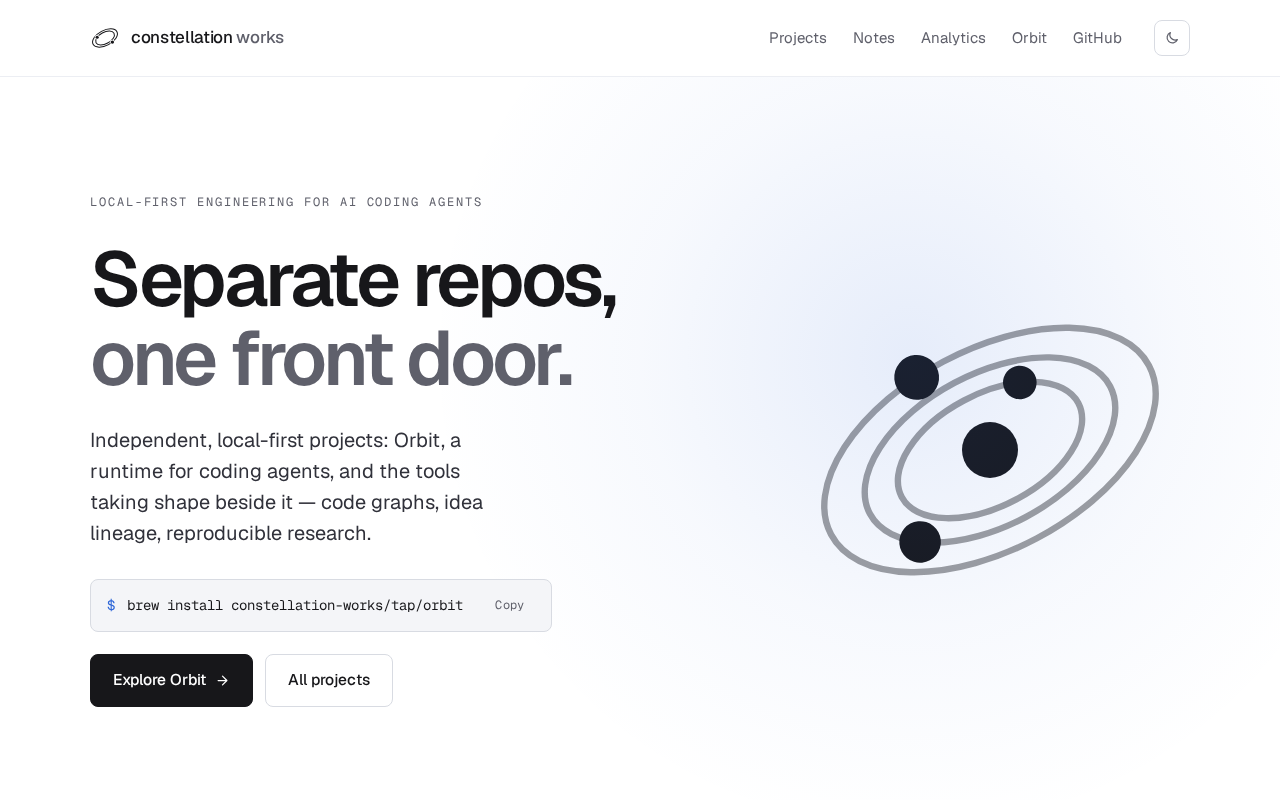 constellation works
Projects
Notes
Analytics
Orbit
GitHub
LOCAL-FIRST ENGINEERING FOR AI CODING AGENTS
Separate repos,
one front door.
Independent, local-first projects: Orbit, a
runtime for coding agents, and the tools
taking shape beside it — code graphs, idea
lineage, reproducible research.
$ brew install constellation-works/tap/orbit
Copy
Explore Orbit →
All projects